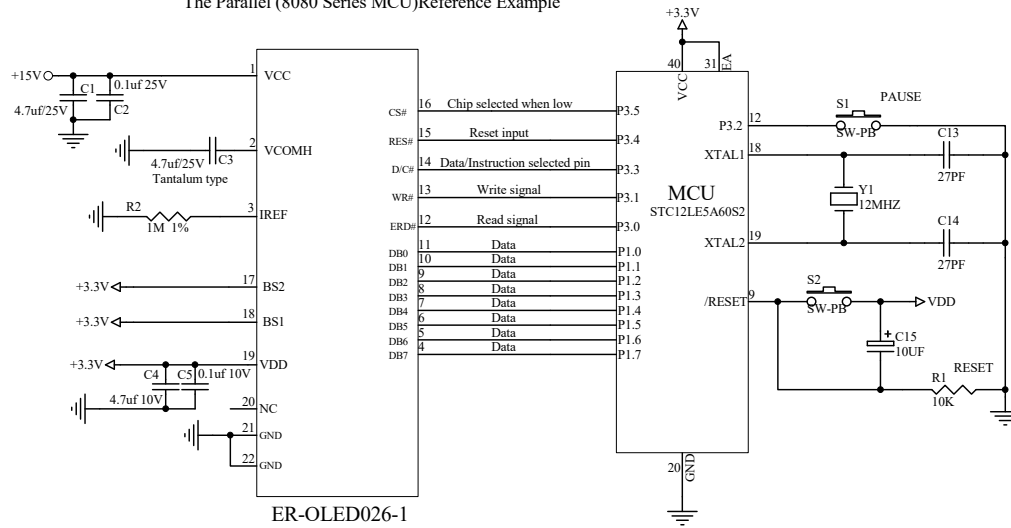 The Parallel (8080 Series MCU)Reference Example
+15V
C1
0.1uf 25V
4.7uf/25V
C2
4.7uf/25V
C3
Tantalum type
R2
1M 1%
+3.3V
+3.3V
+3.3V
C4
C5
0.1uf 10V
4.7uf 10V
1 VCC
2 VCOMH
3 IREF
17 BS2
18 BS1
19 VDD
20 NC
21 GND
22 GND
CS# 16 Chip selected when low P3.5
RES# 15 Reset input P3.4
D/C# 14 Data/Instruction selected pin P3.3
WR# 13 Write signal P3.1
ERD# 12 Read signal P3.0
DB0 11 Data P1.0
DB1 10 Data P1.1
DB2 9 Data P1.2
DB3 8 Data P1.3
DB4 7 Data P1.4
DB5 6 Data P1.5
DB6 5 Data P1.6
DB7 4 Data P1.7
ER-OLED026-1
+3.3V
40
31
VCC
EA
MCU
STC12LE5A60S2
P3.2 12
XTAL1 18
XTAL2 19
/RESET 9
20
GND
S1
PAUSE
SW-PB
C13
27PF
Y1
12MHZ
C14
27PF
S2
SW-PB
VDD
+
C15
10UF
RESET
R1
10K